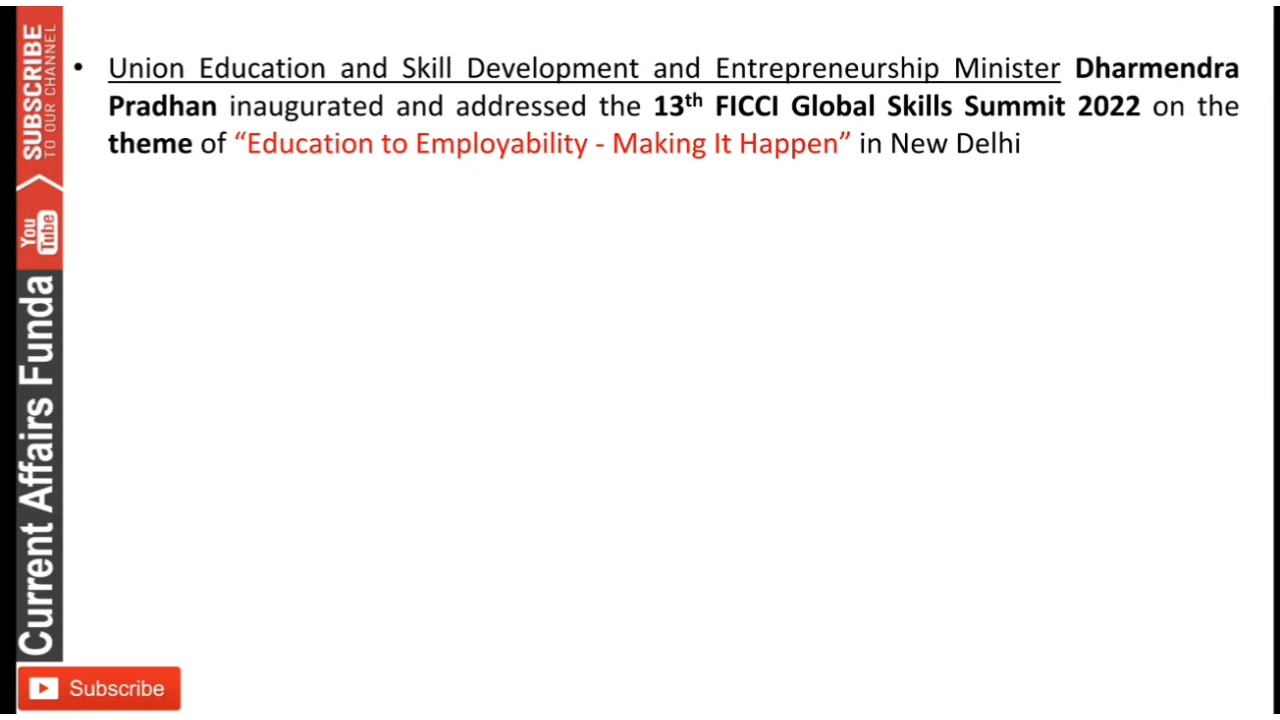 • Union Education and Skill Development and Entrepreneurship Minister Dharmendra
Pradhan inaugurated and addressed the 13th FICCI Global Skills Summit 2022 on the
theme of “Education to Employability - Making It Happen” in New Delhi
SUBSCRIBE
TO OUR CHANNEL
You
Tube
Current Affairs Funda
Subscribe